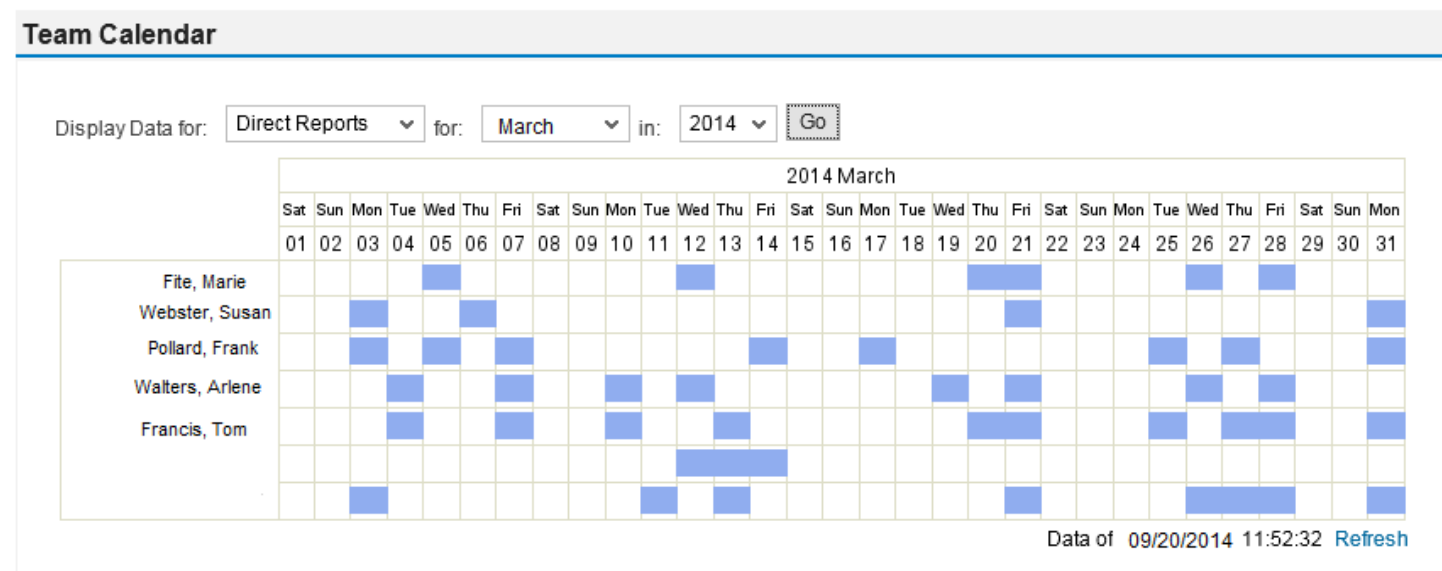 Team Calendar
Display Data for: Direct Reports for: March in: 2014 Go
2014 March
Sat Sun Mon Tue Wed Thu Fri Sat Sun Mon Tue Wed Thu Fri Sat Sun Mon Tue Wed Thu Fri Sat Sun Mon Tue Wed Thu Fri Sat Sun Mon
01 02 03 04 05 06 07 08 09 10 11 12 13 14 15 16 17 18 19 20 21 22 23 24 25 26 27 28 29 30 31
Fite, Marie
Webster, Susan
Pollard, Frank
Walters, Arlene
Francis, Tom
Data of 09/20/2014 11:52:32 Refresh